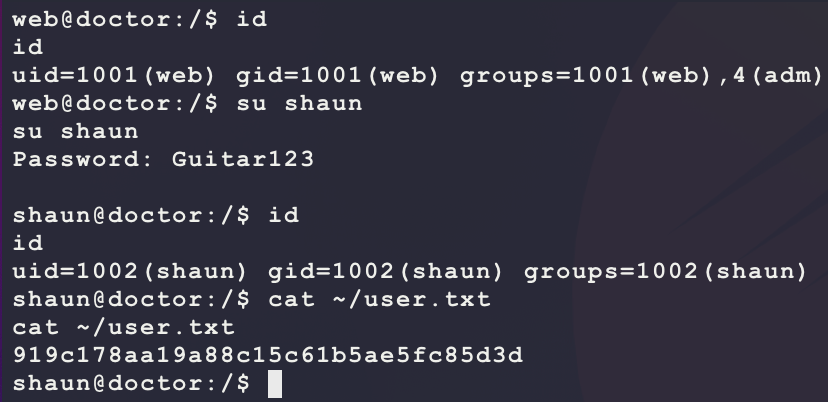 web@doctor:/$ id
id
uid=1001(web) gid=1001(web) groups=1001(web),4(adm)
web@doctor:/$ su shaun
su shaun
Password: Guitar123
shaun@doctor:/$ id
id
uid=1002(shaun) gid=1002(shaun) groups=1002(shaun)
shaun@doctor:/$ cat ~/user.txt
cat ~/user.txt
919c178aa19a88c15c61b5ae5fc85d3d
shaun@doctor:/$